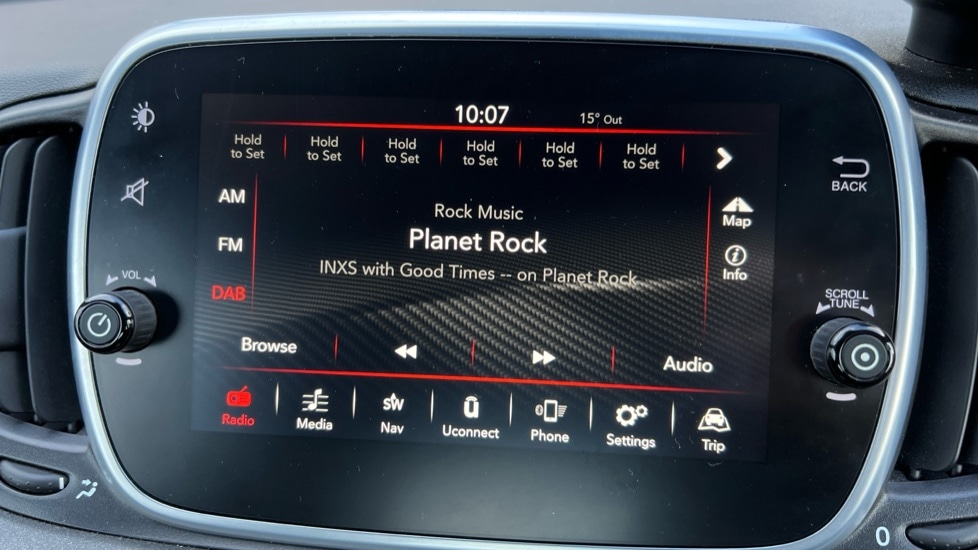 10:07
15° Out
Hold to Set
Hold to Set
Hold to Set
Hold to Set
Hold to Set
Hold to Set
AM
FM
DAB
Rock Music
Planet Rock
INXS with Good Times -- on Planet Rock
Map
Info
BACK
VOL
SCROLL
TUNE
Browse
Audio
Radio
Media
SW
Nav
Uconnect
Phone
Settings
Trip
0